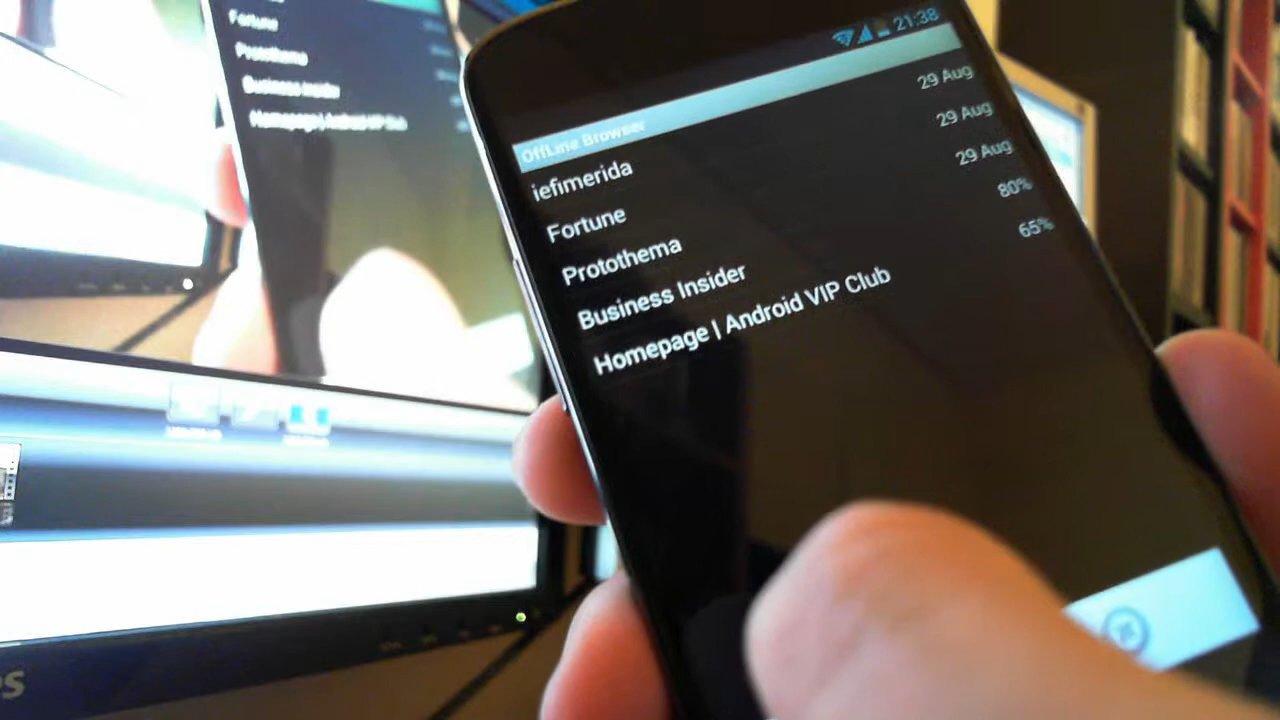 21:38
OffLine Browser
iefimerida 29 Aug
Fortune 29 Aug
Protothema 29 Aug
Business Insider 80%
Homepage | Android VIP Club 65%
Fortune
Protothema
Business Insider
Homepage | Android VIP Club